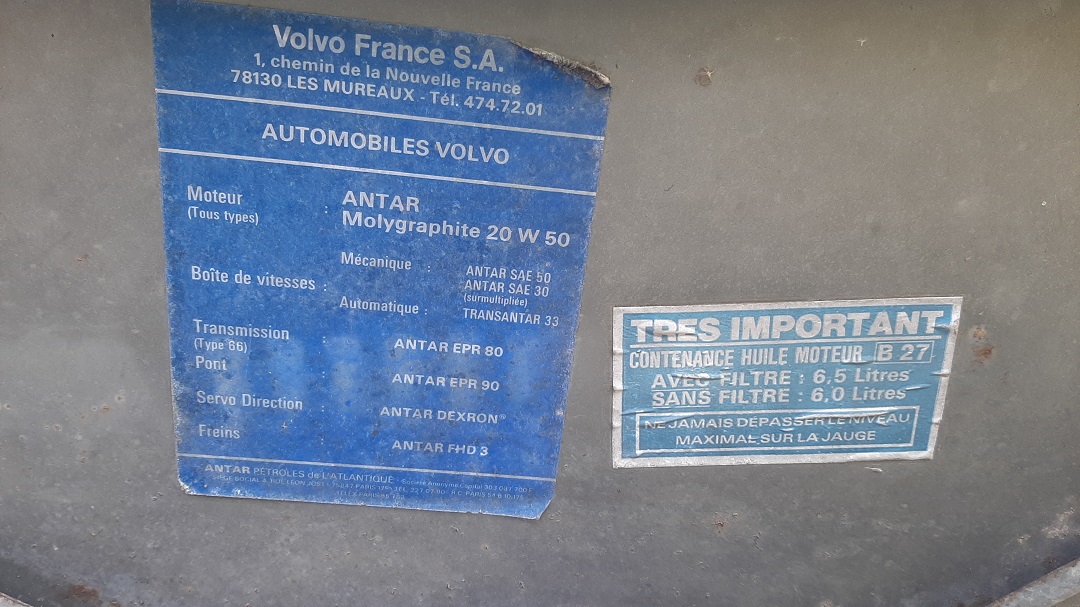 Volvo France S.A.
1, chemin de la Nouvelle France
78130 LES MUREAUX - Tél. 474.72.01
AUTOMOBILES VOLVO
Moteur : ANTAR
(Tous types) Molygraphite 20 W 50
Boîte de vitesses :
Mécanique : ANTAR SAE 50
ANTAR SAE 30
(surmultipliée)
Automatique : TRANSANTAR 33
Transmission : ANTAR EPR 80
(Type 66)
Pont : ANTAR EPR 90
Servo Direction : ANTAR DEXRON®
Freins : ANTAR FHD 3
ANTAR PÉTROLES de L'ATLANTIQUE - Société Anonyme
TRES IMPORTANT
CONTENANCE HUILE MOTEUR B 27
AVEC FILTRE : 6,5 Litres
SANS FILTRE : 6,0 Litres
NE JAMAIS DEPASSER LE NIVEAU
MAXIMAL SUR LA JAUGE